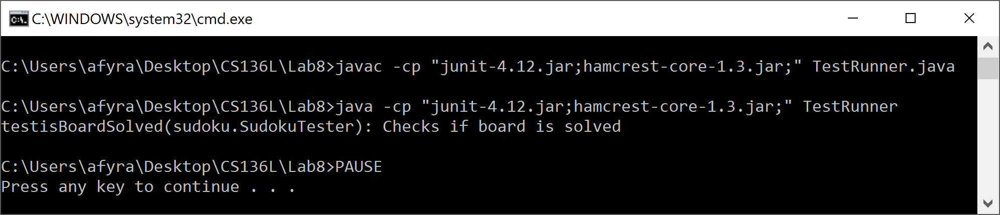 C:\WINDOWS\system32\cmd.exe
C:\Users\afyra\Desktop\CS136L\Lab8>javac -cp "junit-4.12.jar;hamcrest-core-1.3.jar;" TestRunner.java
C:\Users\afyra\Desktop\CS136L\Lab8>java -cp "junit-4.12.jar;hamcrest-core-1.3.jar;" TestRunner
testisBoardSolved(sudoku.SudokuTester): Checks if board is solved
C:\Users\afyra\Desktop\CS136L\Lab8>PAUSE
Press any key to continue . . .